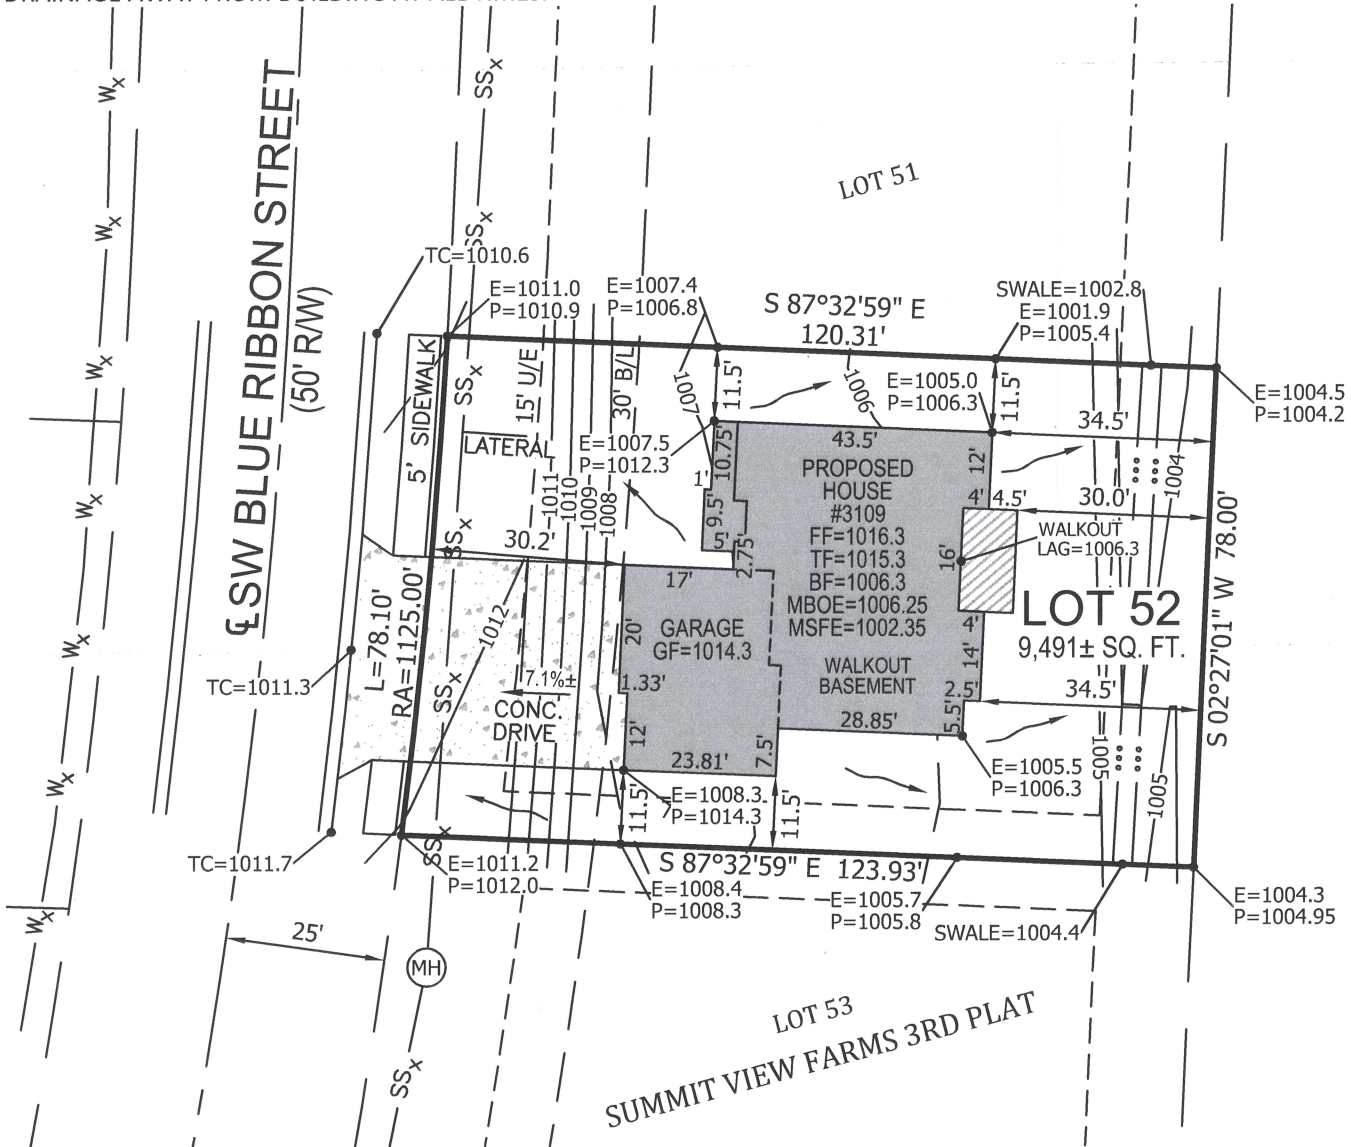 LOT 51
W
X
W
X
W
X
W
X
W
X
W
X
W
X
℄ SW BLUE RIBBON STREET
(50' R/W)
SS
X
SS
X
SS
X
SS
X
SS
X
SS
X
SS
X
TC=1010.6
E=1011.0
P=1010.9
E=1007.4
P=1006.8
S 87°32'59" E
120.31'
SWALE=1002.8
E=1001.9
P=1005.4
E=1004.5
P=1004.2
5' SIDEWALK
15' U/E
30' B/L
LATERAL
1007
1006
11.5'
E=1005.0
P=1006.3
11.5'
34.5'
E=1007.5
P=1012.3
1'
10.75'
9.5'
5'
2.75'
43.5'
PROPOSED
HOUSE
#3109
FF=1016.3
TF=1015.3
BF=1006.3
MBOE=1006.25
MSFE=1002.35
WALKOUT
BASEMENT
12'
4'
4.5'
30.0'
1004
16'
WALKOUT
LAG=1006.3
LOT 52
9,491± SQ. FT.
S 02°27'01" W 78.00'
4'
14'
2.5'
5.5'
34.5'
1011
1010
1009
1008
30.2'
17'
GARAGE
GF=1014.3
20'
1.33'
12'
23.81'
7.5'
28.85'
L=78.10'
RA=1125.00'
1012
7.1%±
CONC.
DRIVE
TC=1011.3
TC=1011.7
E=1005.5
P=1006.3
1005
1005
E=1008.3
P=1014.3
11.5'
11.5'
S 87°32'59" E 123.93'
E=1011.2
P=1012.0
E=1008.4
P=1008.3
E=1005.7
P=1005.8
SWALE=1004.4
E=1004.3
P=1004.95
25'
MH
LOT 53
SUMMIT VIEW FARMS 3RD PLAT